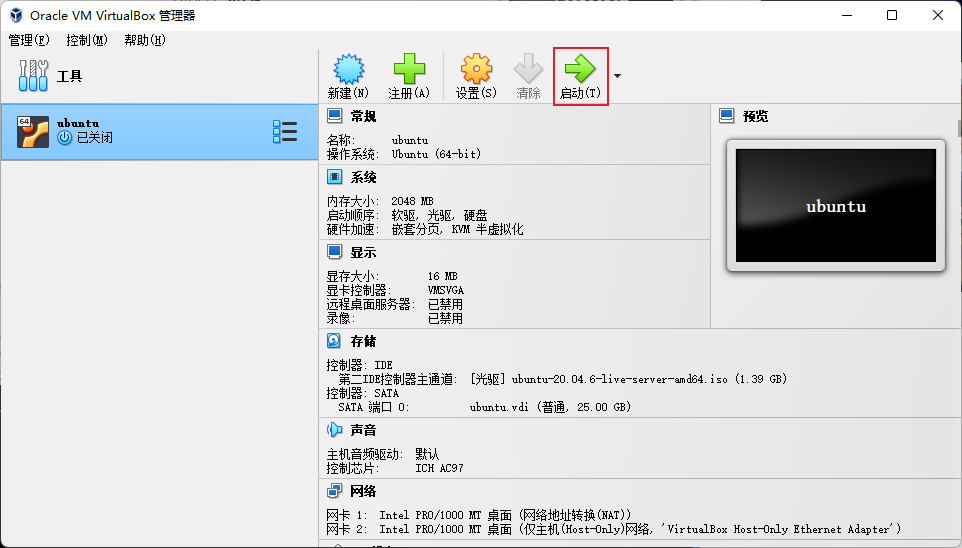 Oracle VM VirtualBox 管理器
管理(F) 控制(M) 帮助(H)
工具
新建(N) 注册(A) 设置(S) 清除 启动(T)
64
ubuntu
已关闭
常规
名称: ubuntu
操作系统: Ubuntu (64-bit)
系统
内存大小: 2048 MB
启动顺序: 软驱, 光驱, 硬盘
硬件加速: 嵌套分页, KVM 半虚拟化
显示
显存大小: 16 MB
显卡控制器: VMSVGA
远程桌面服务器: 已禁用
录像: 已禁用
预览
ubuntu
存储
控制器: IDE
第二IDE控制器主通道: [光驱] ubuntu-20.04.6-live-server-amd64.iso (1.39 GB)
控制器: SATA
SATA 端口 0: ubuntu.vdi (普通, 25.00 GB)
声音
主机音频驱动: 默认
控制芯片: ICH AC97
网络
网卡 1: Intel PRO/1000 MT 桌面 (网络地址转换(NAT))
网卡 2: Intel PRO/1000 MT 桌面 (仅主机(Host-Only)网络, 'VirtualBox Host-Only Ethernet Adapter')